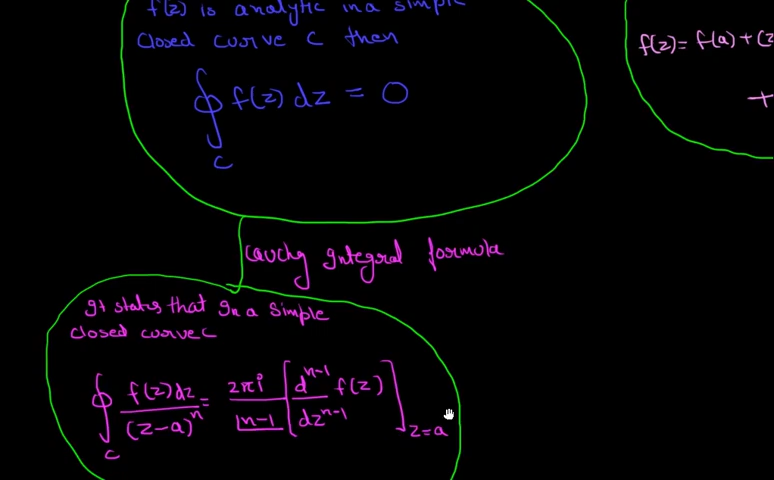 f(z) is analytic in a simple
closed curve c then
∮ f(z) dz = 0
c
f(z) = f(a) + (z
+
Cauchy Integral formula
It states that In a Simple
closed curve c
∮ f(z)dz / (z-a)^n = 2πi / |n-1 [ d^n-1 / dz^n-1 f(z) ] z=a
c